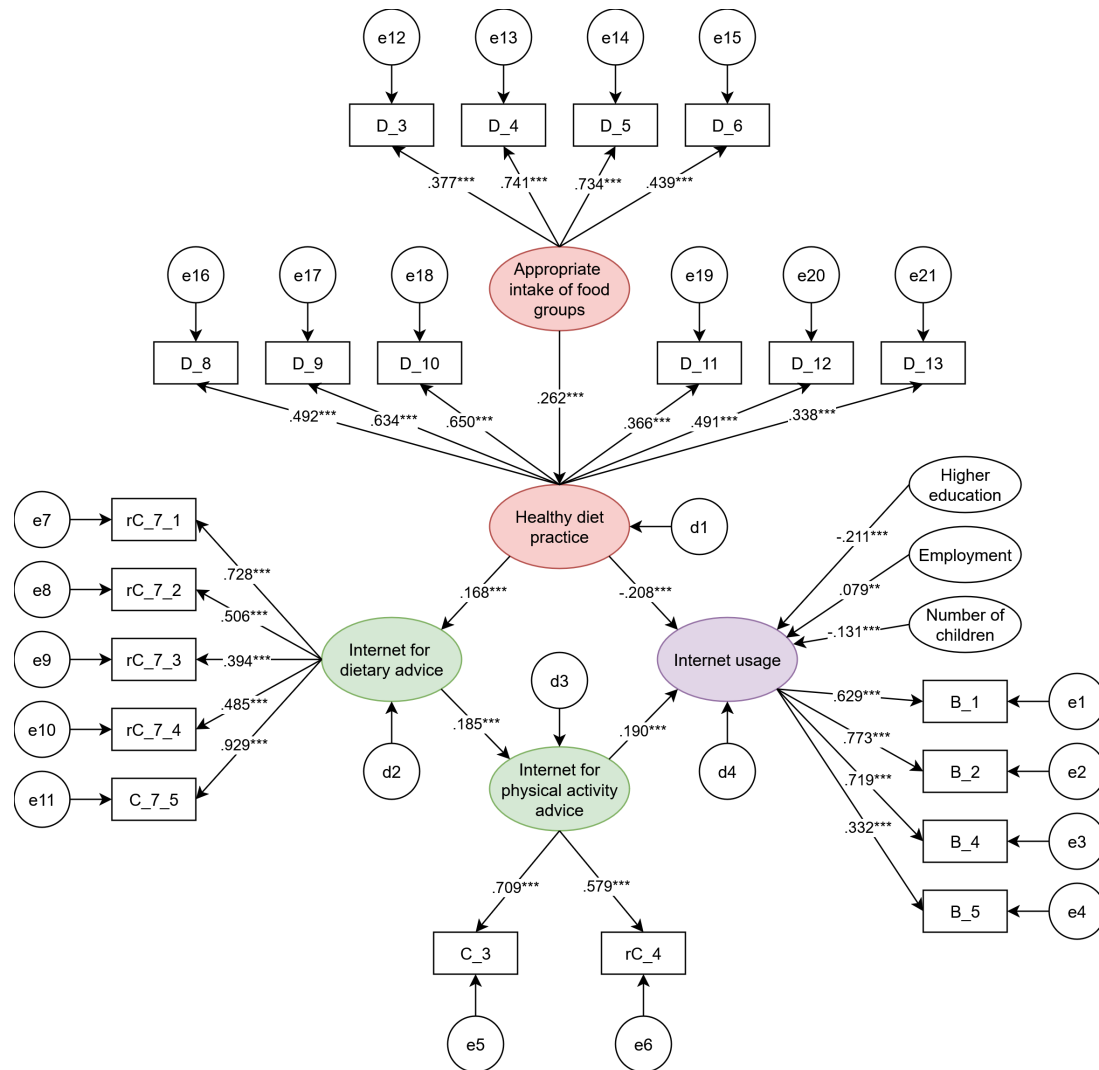 e12
e13
e14
e15
D_3
D_4
D_5
D_6
.377***
.741***
.734***
.439***
e16
e17
e18
Appropriate
intake of food
groups
e19
e20
e21
D_8
D_9
D_10
D_11
D_12
D_13
.262***
.492***
.634***
.650***
.366***
.491***
.338***
Higher
education
e7
rC_7_1
Healthy diet
practice
d1
-.211***
Employment
e8
rC_7_2
.728***
.168***
-.208***
.079**
.506***
Number of
children
-.131***
e9
rC_7_3
.394***
Internet for
dietary advice
d3
Internet usage
.629***
B_1
e1
e10
rC_7_4
.485***
.185***
.190***
.773***
.929***
d2
Internet for
physical activity
advice
d4
.719***
B_2
e2
e11
C_7_5
.332***
B_4
e3
.709***
.579***
B_5
e4
C_3
rC_4
e5
e6